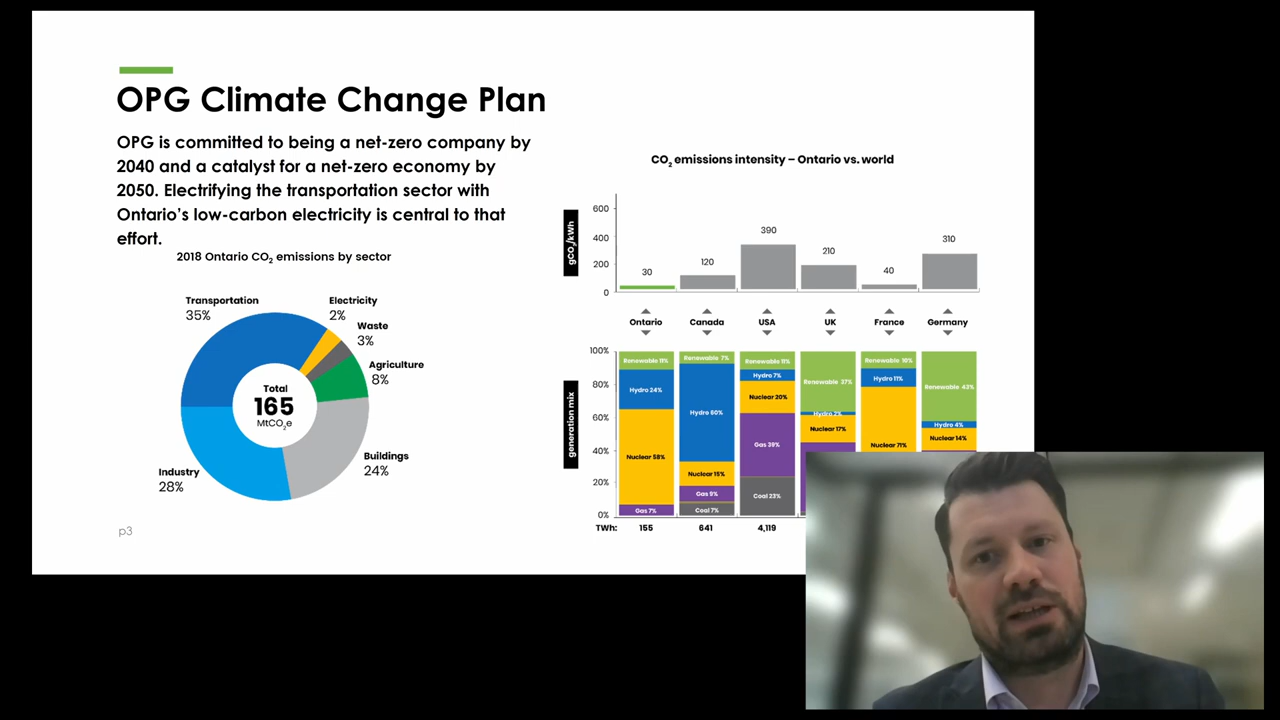 OPG Climate Change Plan
OPG is committed to being a net-zero company by
2040 and a catalyst for a net-zero economy by
2050. Electrifying the transportation sector with
Ontario's low-carbon electricity is central to that
effort.
2018 Ontario CO₂ emissions by sector
Transportation
35%
Electricity
2%
Waste
3%
Agriculture
8%
Total
165
MtCO₂e
Buildings
24%
Industry
28%
p3
CO₂ emissions intensity – Ontario vs. world
gCO₂/kWh
600
400
200
0
30
120
390
210
40
310
Ontario
Canada
USA
UK
France
Germany
generation mix
100%
80%
60%
40%
20%
0%
Renewable 11%
Hydro 24%
Nuclear 58%
Gas 7%
Renewable 7%
Hydro 60%
Nuclear 15%
Gas 9%
Coal 7%
Renewable 11%
Hydro 7%
Nuclear 20%
Gas 39%
Coal 23%
Renewable 37%
Hydro 2%
Nuclear 17%
Renewable 10%
Hydro 11%
Nuclear 71%
Renewable 43%
Hydro 4%
Nuclear 14%
TWh:
155
641
4,119